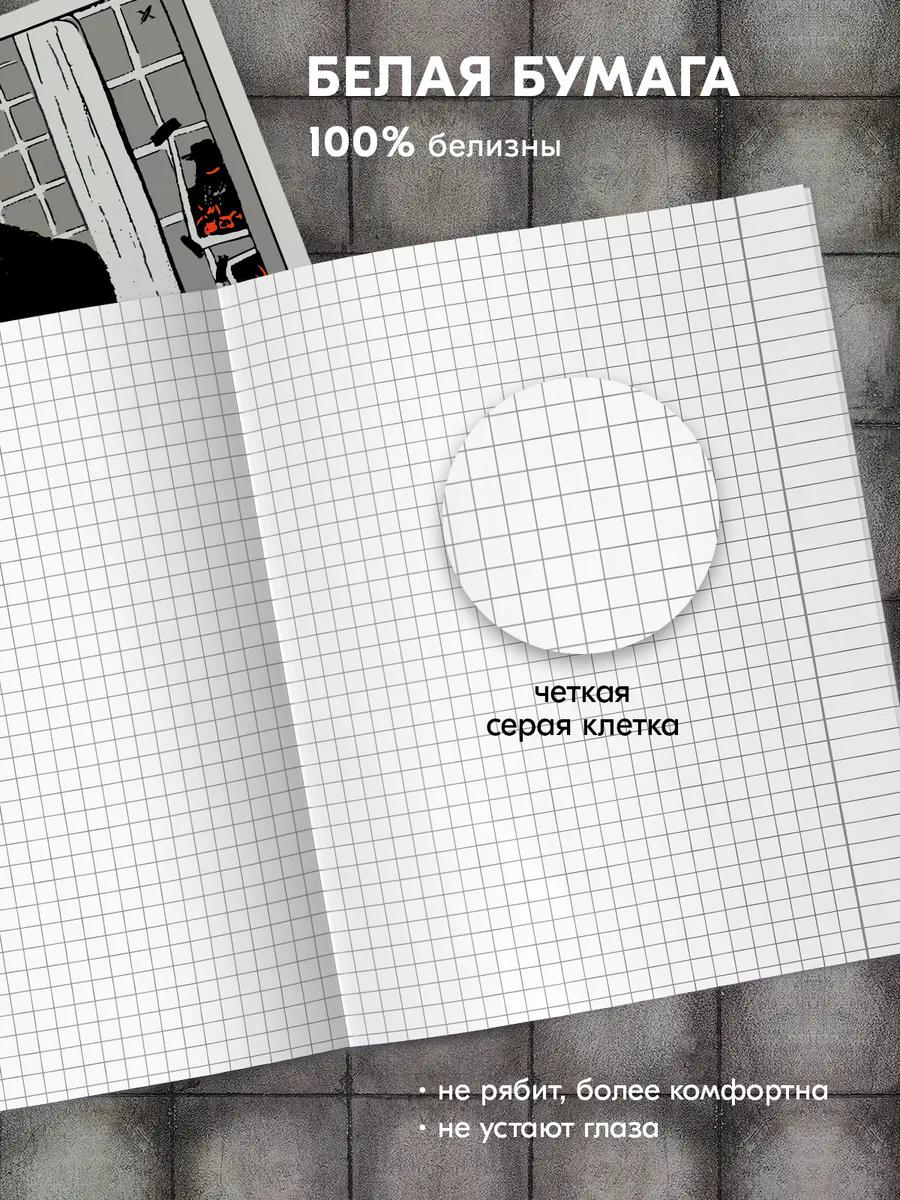 БЕЛАЯ БУМАГА
100% белизны
четкая
серая клетка
• не рябит, более комфортна
• не устают глаза